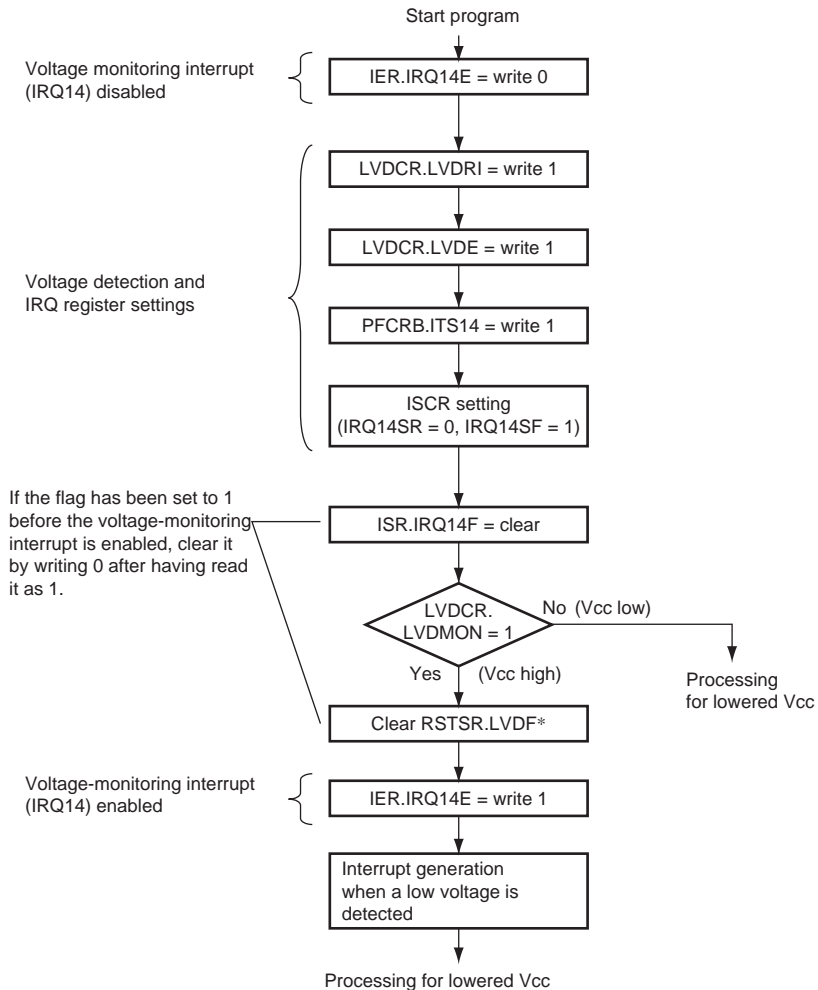 Start program
Voltage monitoring interrupt
(IRQ14) disabled
IER.IRQ14E = write 0
LVDCR.LVDRI = write 1
LVDCR.LVDE = write 1
Voltage detection and
IRQ register settings
PFCRB.ITS14 = write 1
ISCR setting
(IRQ14SR = 0, IRQ14SF = 1)
If the flag has been set to 1
before the voltage-monitoring
interrupt is enabled, clear it
by writing 0 after having read
it as 1.
ISR.IRQ14F = clear
LVDCR.
LVDMON = 1
No (Vcc low)
Yes (Vcc high)
Processing
for lowered Vcc
Clear RSTSR.LVDF*
Voltage-monitoring interrupt
(IRQ14) enabled
IER.IRQ14E = write 1
Interrupt generation
when a low voltage is
detected
Processing for lowered Vcc